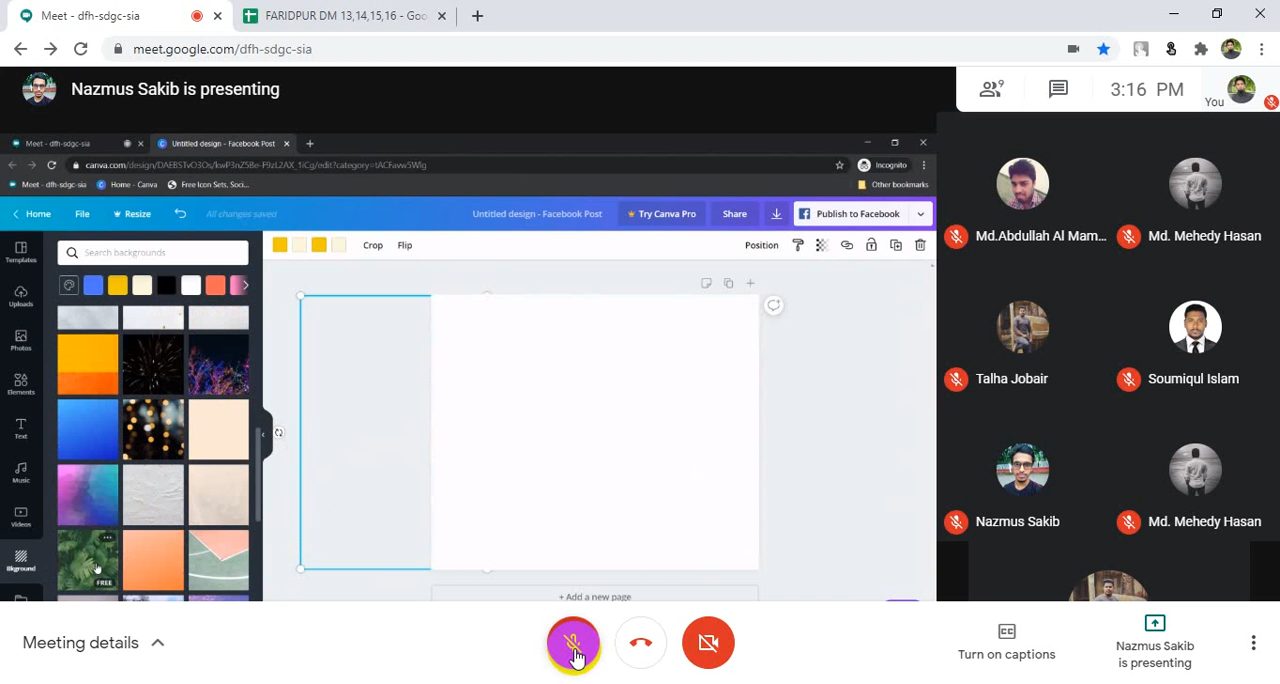 Meet - dfh-sdgc-sia
FARIDPUR DM 13,14,15,16 - Goo
meet.google.com/dfh-sdgc-sia
Nazmus Sakib is presenting
9
3:16 PM
You
Meet - dfh-sdgc-sia
Untitled design - Facebook Post
Incognito
Meet - dfh-sdgc-sia
Home - Canva
Free Icon Sets, Soci...
Other bookmarks
Home
File
Resize
All changes saved
Untitled design - Facebook Post
Try Canva Pro
Share
Publish to Facebook
Templates
Uploads
Photos
Elements
Text
Music
Videos
Bkground
Search backgrounds
FREE
Crop
Flip
Position
+ Add a new page
Md.Abdullah Al Mam...
Md. Mehedy Hasan
Talha Jobair
Soumiqul Islam
Nazmus Sakib
Md. Mehedy Hasan
Meeting details
Turn on captions
Nazmus Sakib
is presenting